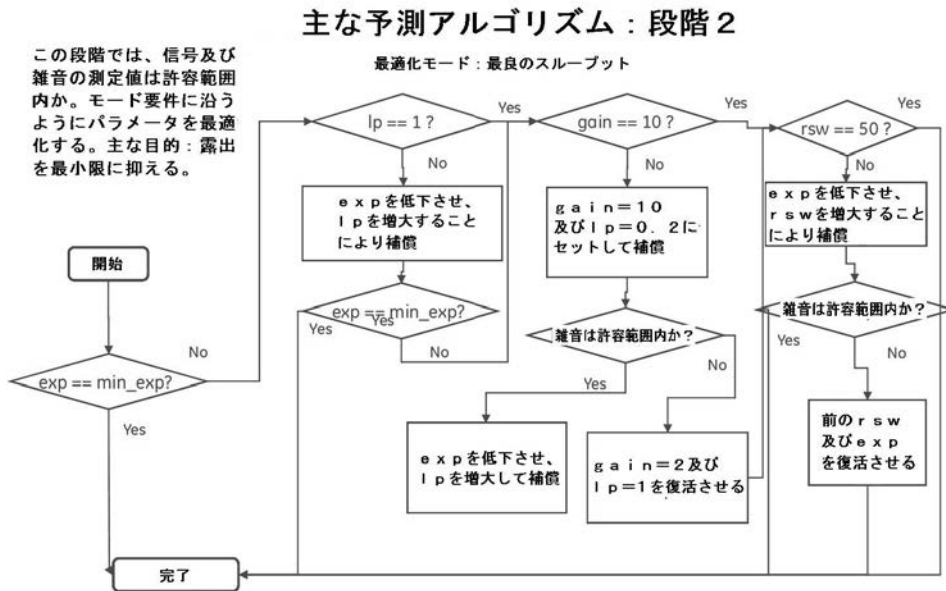 主な予測アルゴリズム：段階2
この段階では、信号及び
雑音の測定値は許容範囲
内か。モード要件に沿う
ようにパラメータを最適
化する。主な目的：露出
を最小限に抑える。
最適化モード：最良のスループット
開始
exp == min_exp?
No
Yes
lp == 1 ?
Yes
No
expを低下させ、
lpを増大すること
により補償
exp == min_exp?
Yes
Yes
No
gain == 10 ?
Yes
No
gain＝10
及びlp＝0．2に
セットして補償
雑音は許容範囲内か？
Yes
No
expを低下させ、
lpを増大して補償
gain＝2及び
lp＝1を復活させる
rsw == 50 ?
Yes
No
expを低下させ、
rswを増大すること
により補償
雑音は許容範囲内か？
Yes
No
前のrsw
及びexp
を復活させる
完了